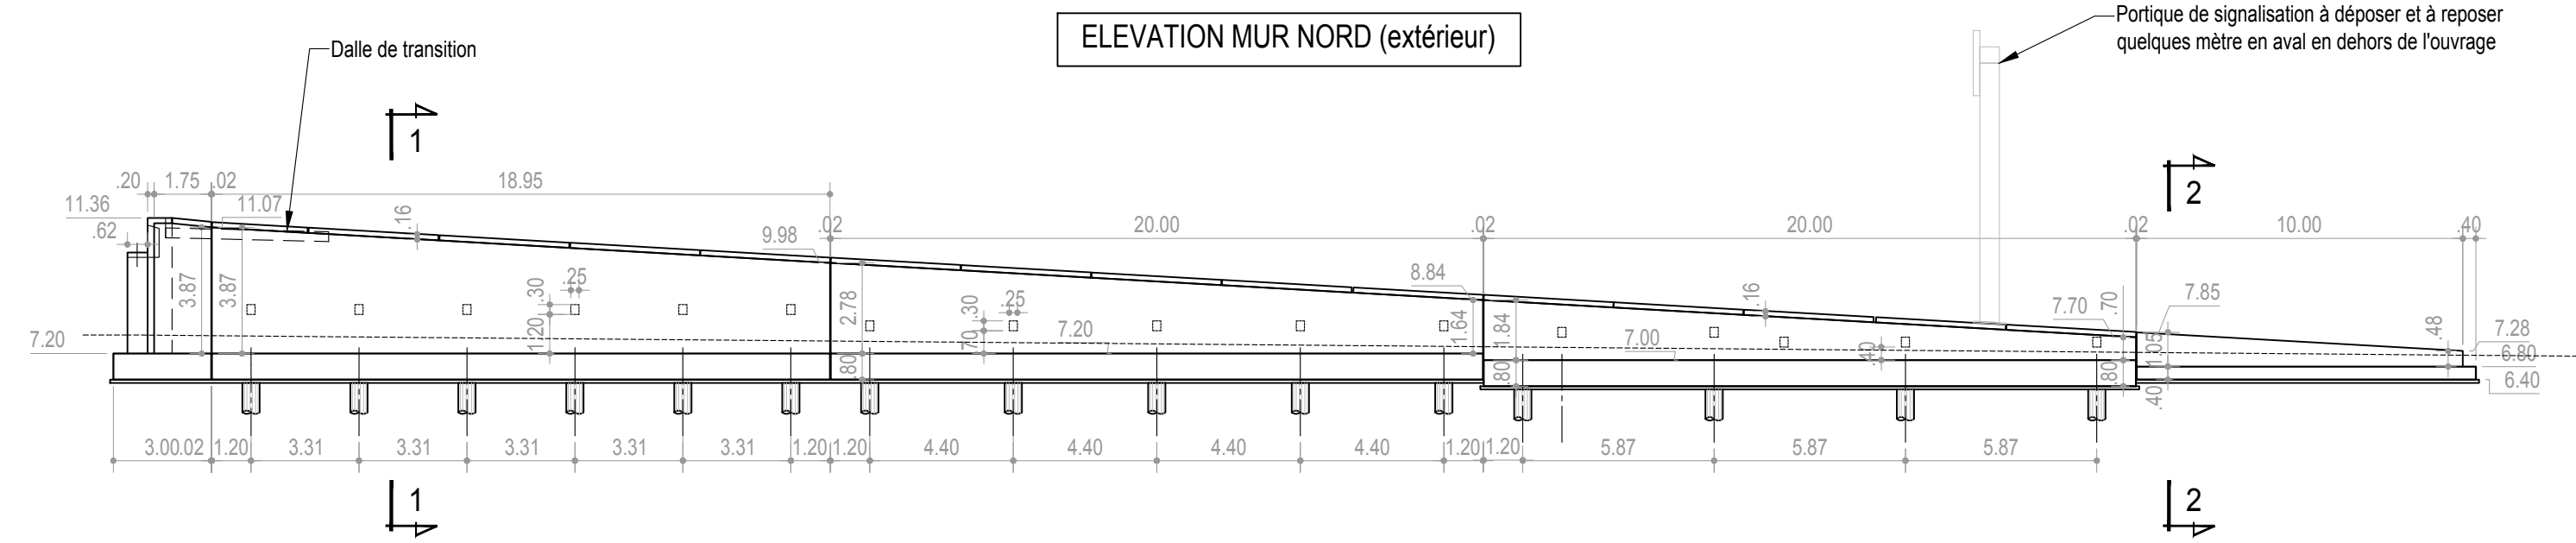 ELEVATION MUR NORD (extérieur)
Portique de signalisation à déposer et à reposer
quelques mètre en aval en dehors de l'ouvrage
Dalle de transition
1
2
.20 1.75 .02 18.95
11.36 11.07 .16
.62
.02 20.00 .02 20.00 .02 10.00 .40
9.98
8.84
3.87 3.87
.30 .25
1.20
2.78
.30 .25
.70
7.20
1.64 1.84
.16
7.00
.40
7.70 .70 7.85
1.05
.48
7.28
6.80
6.40
7.20
.80 .80 .80 .40
3.00 .02 1.20 3.31 3.31 3.31 3.31 3.31 1.20 1.20 4.40 4.40 4.40 4.40 1.20 1.20 5.87 5.87 5.87
1
2